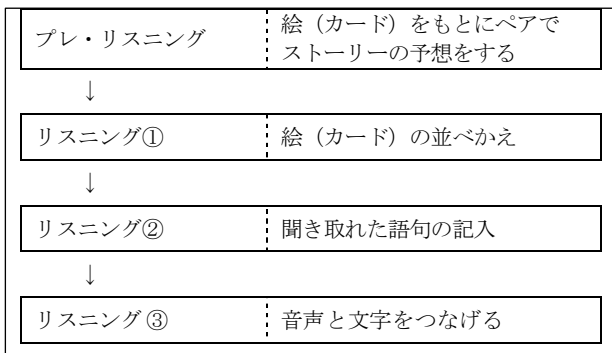 プレ・リスニング
絵（カード）をもとにペアで
ストーリーの予想をする
↓
リスニング①
絵（カード）の並べかえ
↓
リスニング②
聞き取れた語句の記入
↓
リスニング③
音声と文字をつなげる